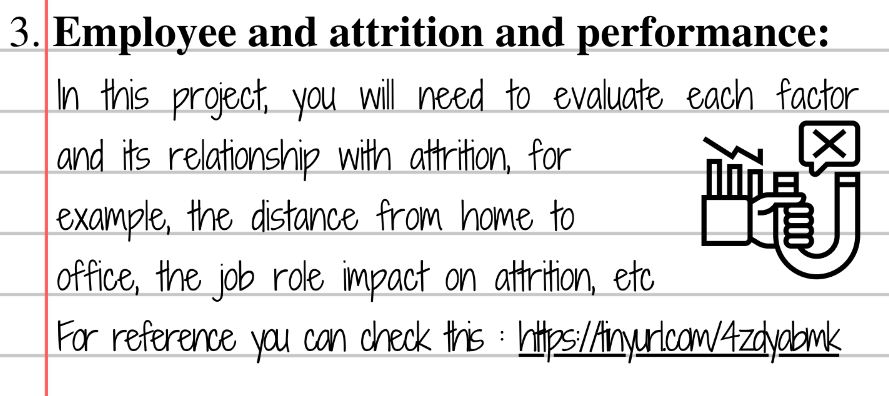 3. Employee and attrition and performance:
In this project, you will need to evaluate each factor
and its relationship with attrition, for
example, the distance from home to
office, the job role impact on attrition, etc
For reference you can check this : https://tinyurl.com/4zdyabmk